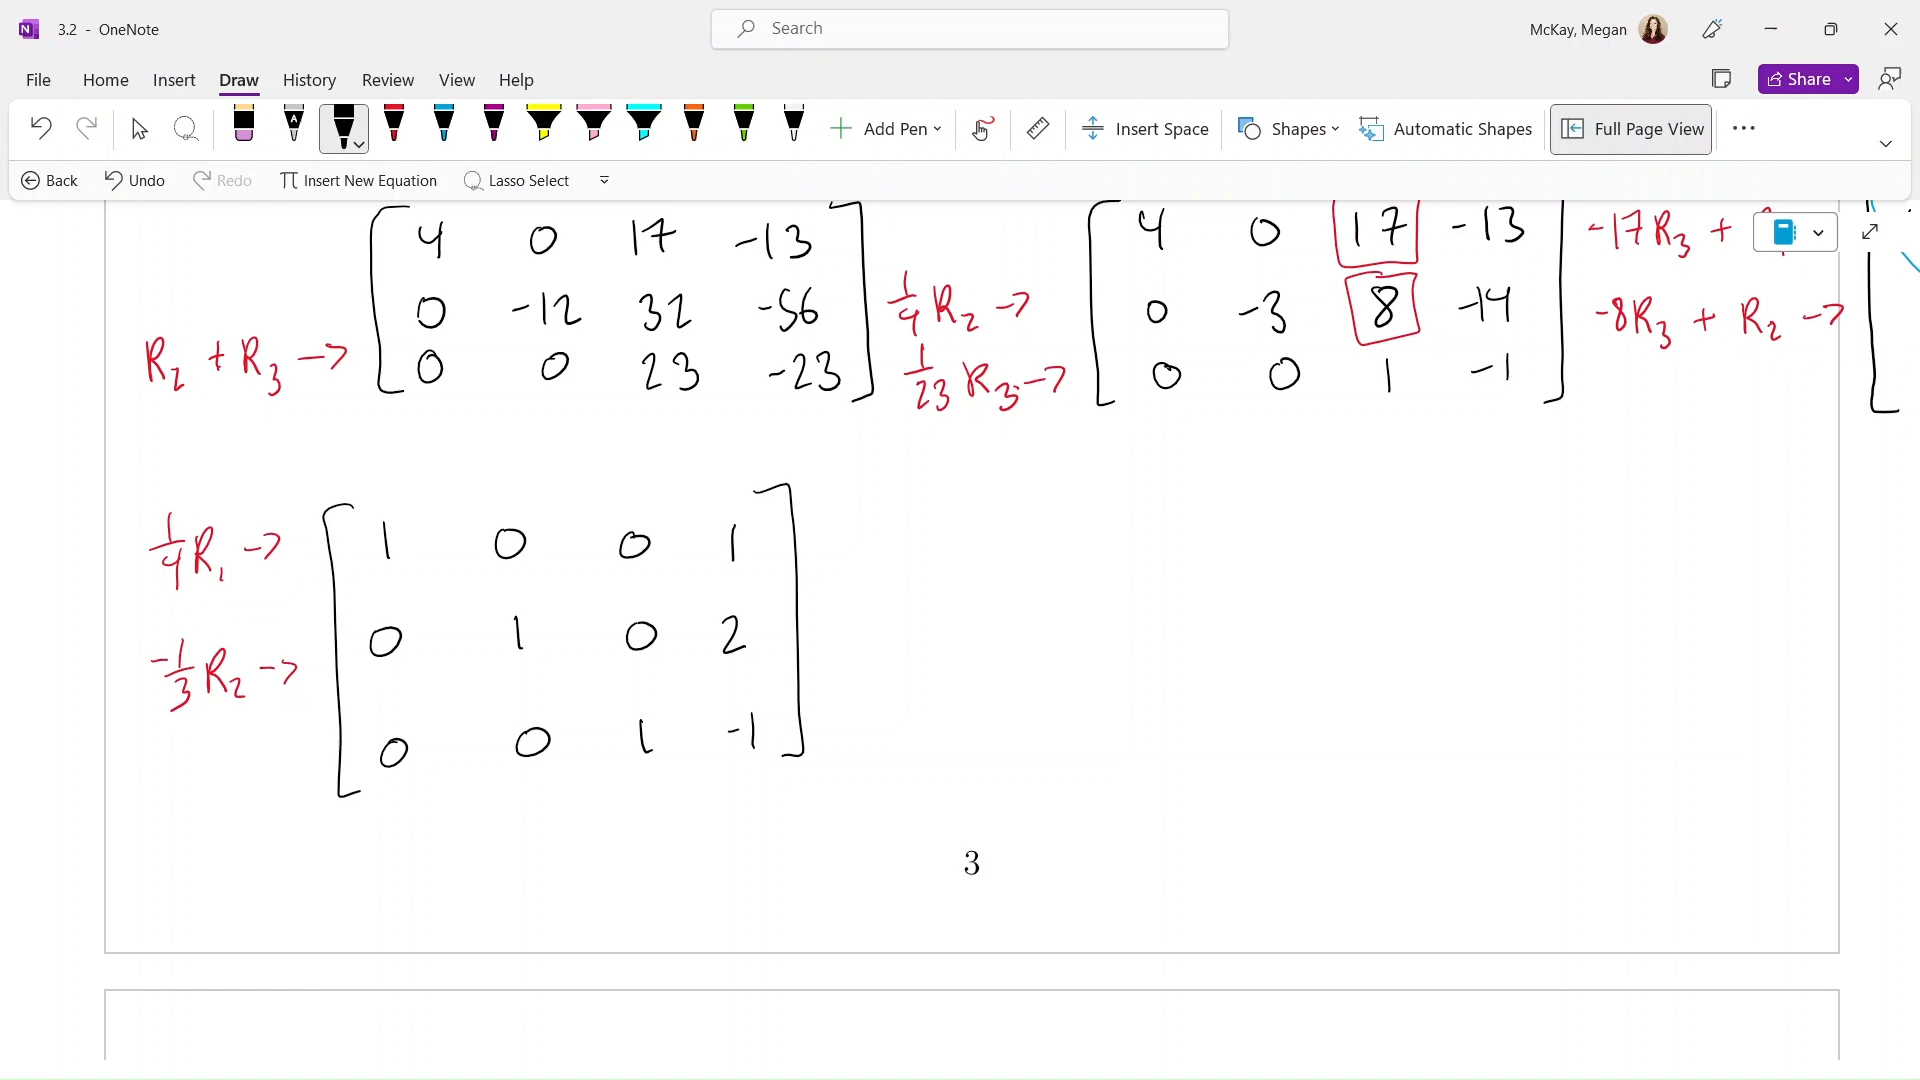 3.2 - OneNote
Search
McKay, Megan
File Home Insert Draw History Review View Help
Share
A
Add Pen
Insert Space
Shapes
Automatic Shapes
Full Page View
Back Undo Redo Insert New Equation Lasso Select
4 0 17 -13
0 -12 32 -56
R₂ + R₃ → 0 0 23 -23
4 0 17 -13 -17R₃ +
1/4 R₂ → 0 -3 8 -14 -8R₃ + R₂ →
1/23 R₃ → 0 0 1 -1
1/4 R₁ → 1 0 0 1
-1/3 R₂ → 0 1 0 2
0 0 1 -1
3